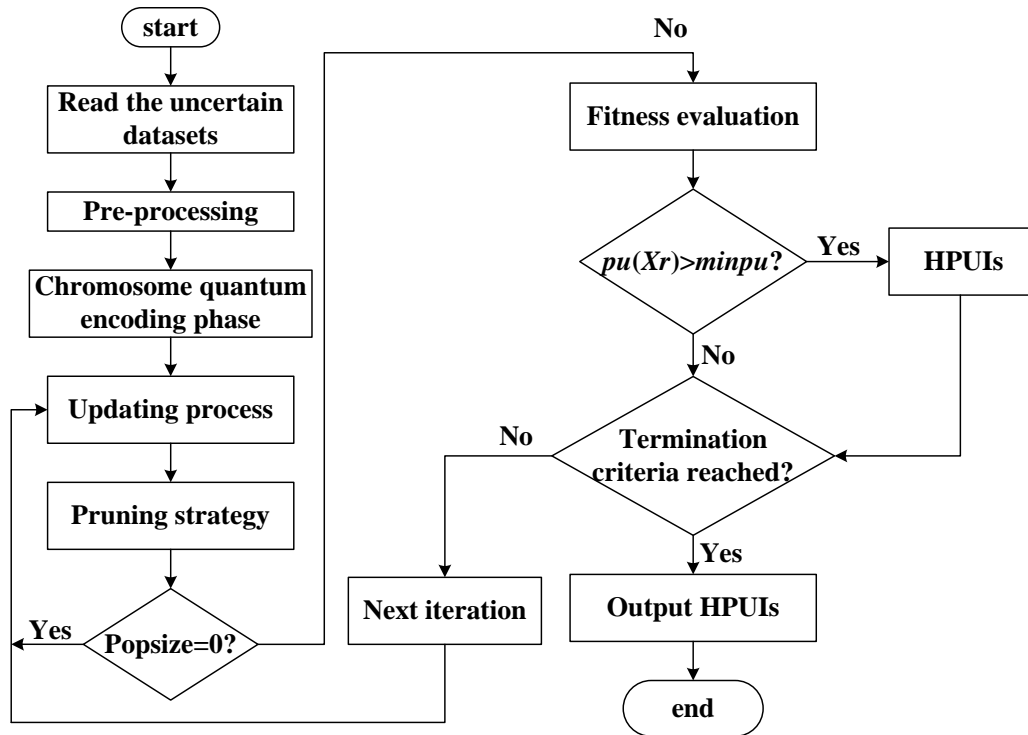 start
Read the uncertain
datasets
Pre-processing
Chromosome quantum
encoding phase
Updating process
Pruning strategy
Popsize=0?
Yes
No
Fitness evaluation
pu(Xr)>minpu?
Yes
HPUIs
No
Termination
criteria reached?
No
Next iteration
Yes
Output HPUIs
end